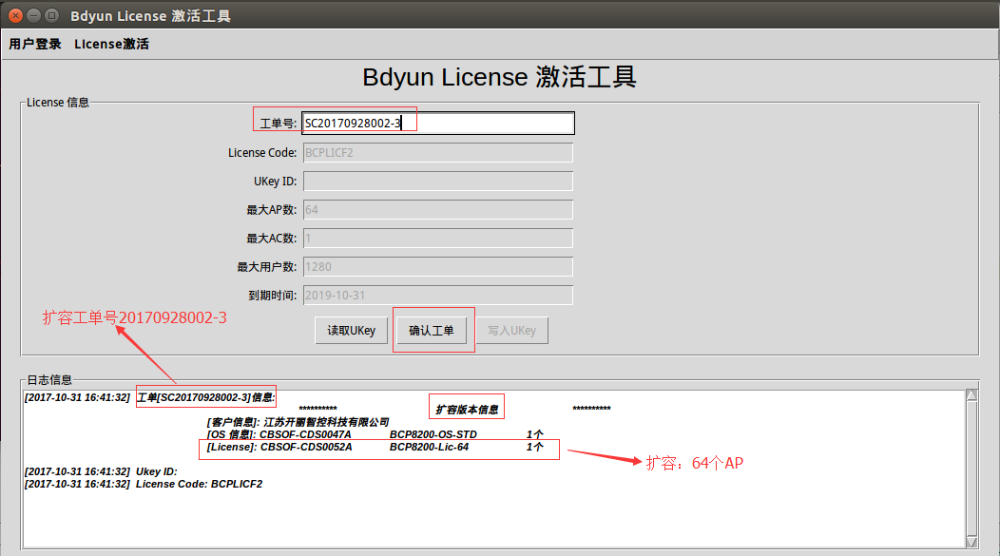 Bdyun License 激活工具
用户登录 License激活
Bdyun License 激活工具
License 信息
工单号: SC20170928002-3
License Code: BCPLICF2
UKey ID:
最大AP数: 64
最大AC数: 1
最大用户数: 1280
到期时间: 2019-10-31
扩容工单号20170928002-3
读取UKey 确认工单 写入UKey
日志信息
[2017-10-31 16:41:32] 工单[SC20170928002-3]信息:
********** 扩容版本信息 **********
[客户信息]: 江苏开丽智控科技有限公司
[OS 信息]: CBSOF-CDS0047A BCP8200-OS-STD 1个
[License]: CBSOF-CDS0052A BCP8200-Lic-64 1个
扩容：64个AP
[2017-10-31 16:41:32] Ukey ID:
[2017-10-31 16:41:32] License Code: BCPLICF2